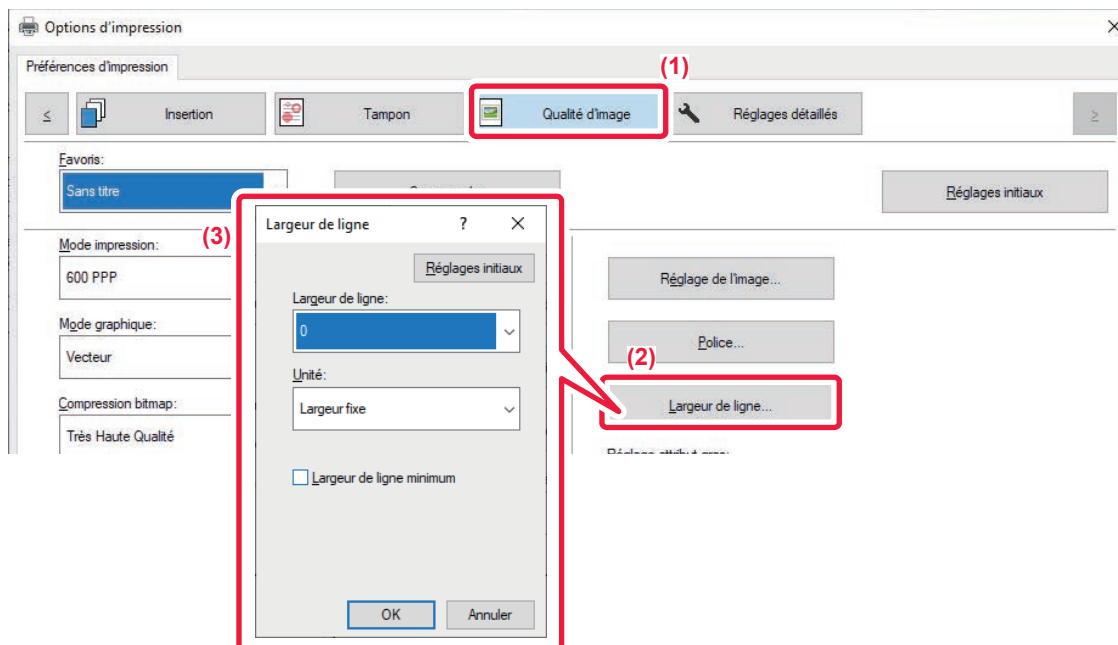 Options d'impression
Préférences d'impression
(1)
≤
Insertion
Tampon
Qualité d'image
Réglages détaillés
≥
Favoris:
Sans titre
Réglages initiaux
(3)
Largeur de ligne
?
Mode impression:
Réglages initiaux
600 PPP
Réglage de l'image...
Largeur de ligne:
0
Mode graphique:
Police...
Vecteur
(2)
Unité:
Largeur fixe
Largeur de ligne...
Compression bitmap:
Très Haute Qualité
Largeur de ligne minimum
OK
Annuler